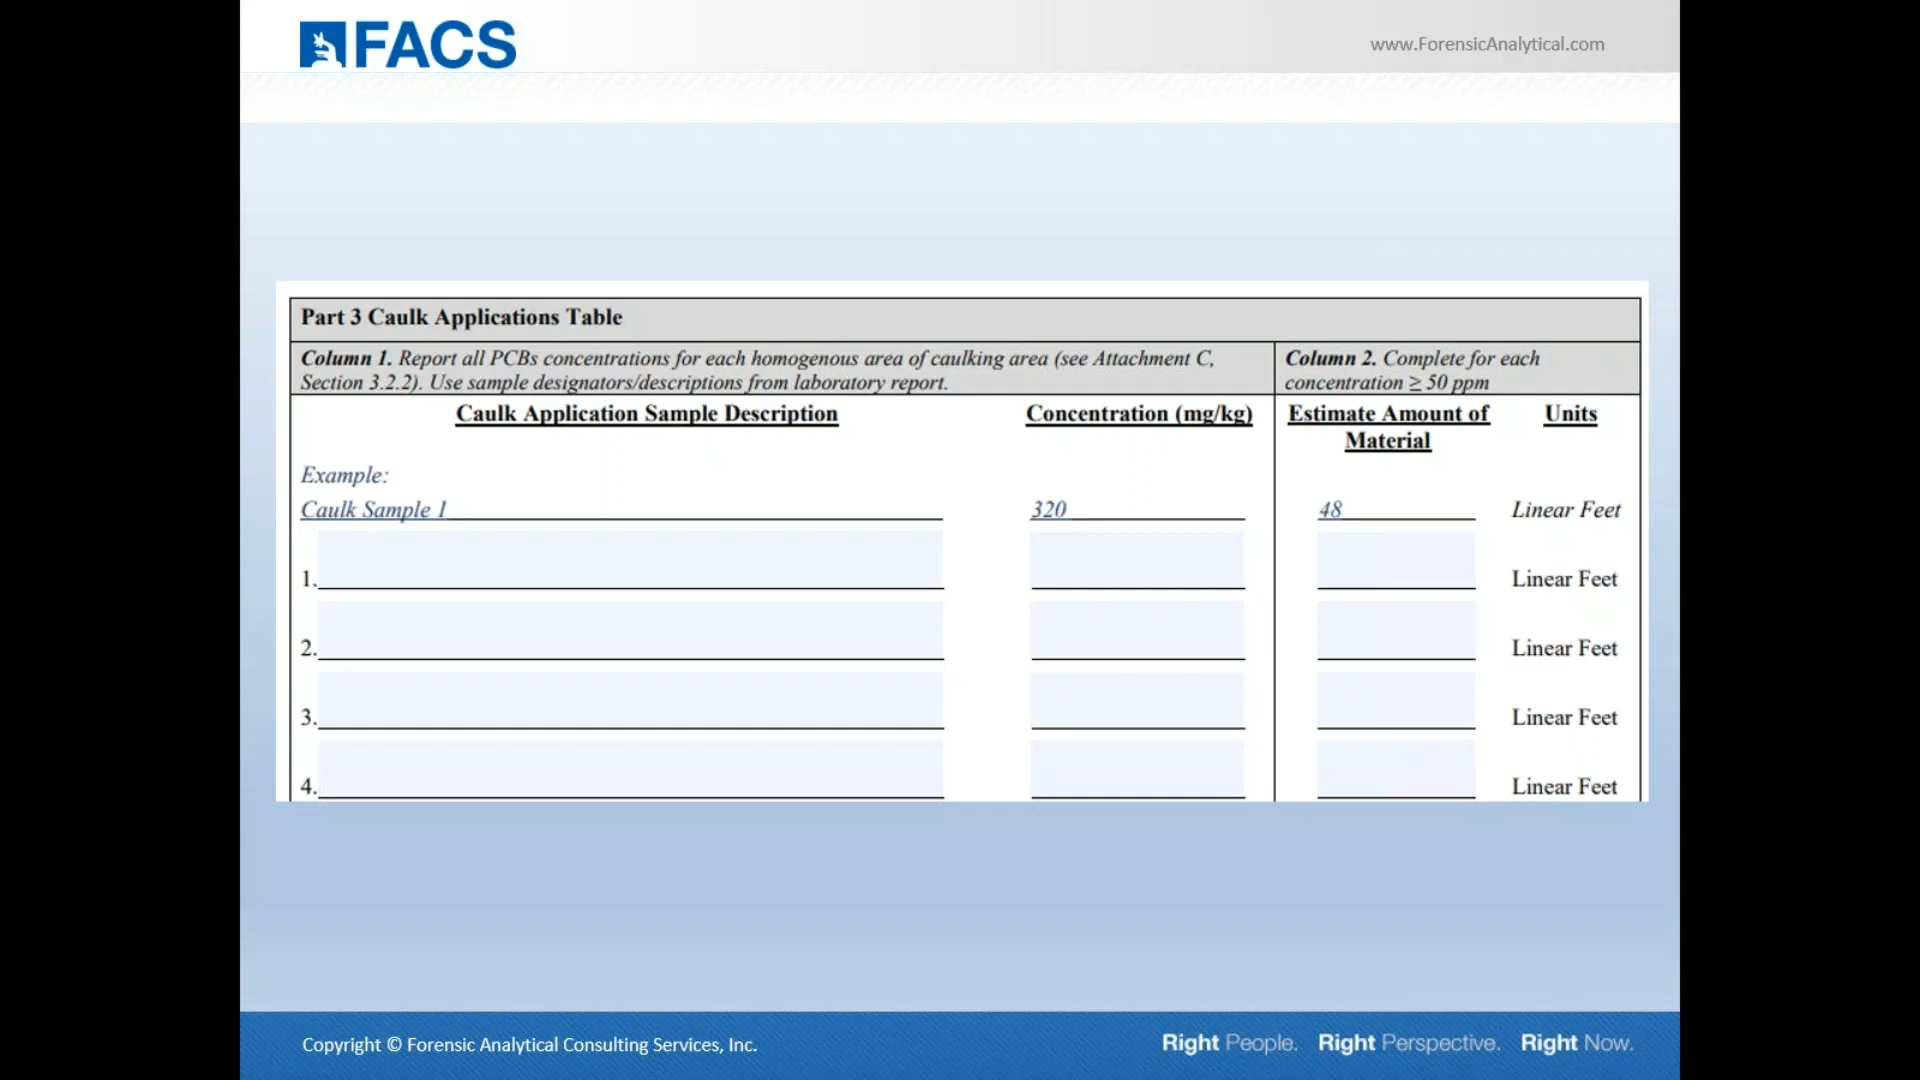 FACS
www.ForensicAnalytical.com
Part 3 Caulk Applications Table
Column 1. Report all PCBs concentrations for each homogenous area of caulking area (see Attachment C,
Section 3.2.2). Use sample designators/descriptions from laboratory report.
Column 2. Complete for each
concentration ≥ 50 ppm
Caulk Application Sample Description
Concentration (mg/kg)
Estimate Amount of
Material
Units
Example:
Caulk Sample 1 320 48 Linear Feet
1. Linear Feet
2. Linear Feet
3. Linear Feet
4. Linear Feet
Copyright © Forensic Analytical Consulting Services, Inc.
Right People. Right Perspective. Right Now.